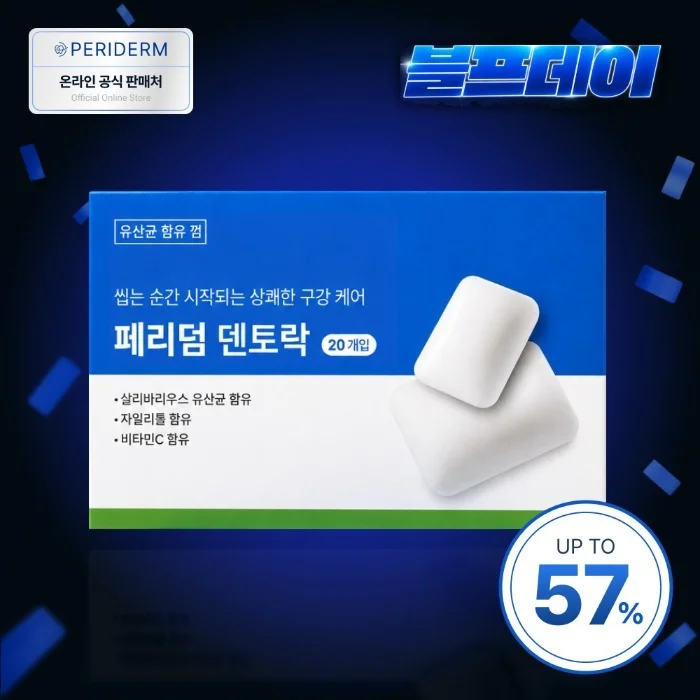 PERIDERM
온라인 공식 판매처
Official Online Store
블프데이
유산균 함유 껌
씹는 순간 시작되는 상쾌한 구강 케어
페리덤 덴토락 20개입
• 살리바리우스 유산균 함유
• 자일리톨 함유
• 비타민C 함유
UP TO
57%